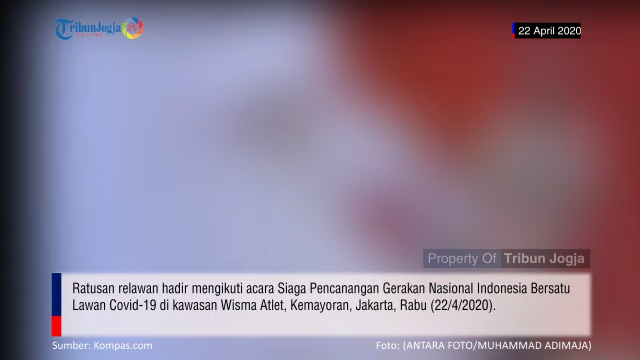 TribunJogja
22 April 2020
Property Of Tribun Jogja
Ratusan relawan hadir mengikuti acara Siaga Pencanangan Gerakan Nasional Indonesia Bersatu
Lawan Covid-19 di kawasan Wisma Atlet, Kemayoran, Jakarta, Rabu (22/4/2020).
Sumber: Kompas.com
Foto: (ANTARA FOTO/MUHAMMAD ADIMAJA)